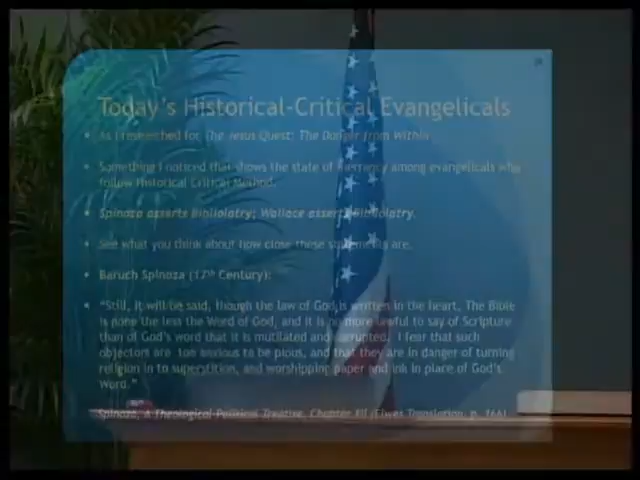 Today's Historical-Critical Evangelicals
• As I researched for The Jesus Quest: The Danger from Within
• Something I noticed that shows the state of inerrancy among evangelicals who
follow Historical Critical Method.
• Spinoza asserts Bibliolatry; Wallace asserts Bibliolatry.
• See what you think about how close these statements are.
• Baruch Spinoza (17th Century):
• "Still, it will be said, though the law of God is written in the heart, The Bible
is none the less the Word of God, and it is no more lawful to say of Scripture
than of God's word that it is mutilated and corrupted. I fear that such
objectors are too anxious to be pious, and that they are in danger of turning
religion in to superstition, and worshipping paper and ink in place of God's
word."
Spinoza, A Theological-Political Treatise, Chapter XII (Elwes Translation, p. 166)